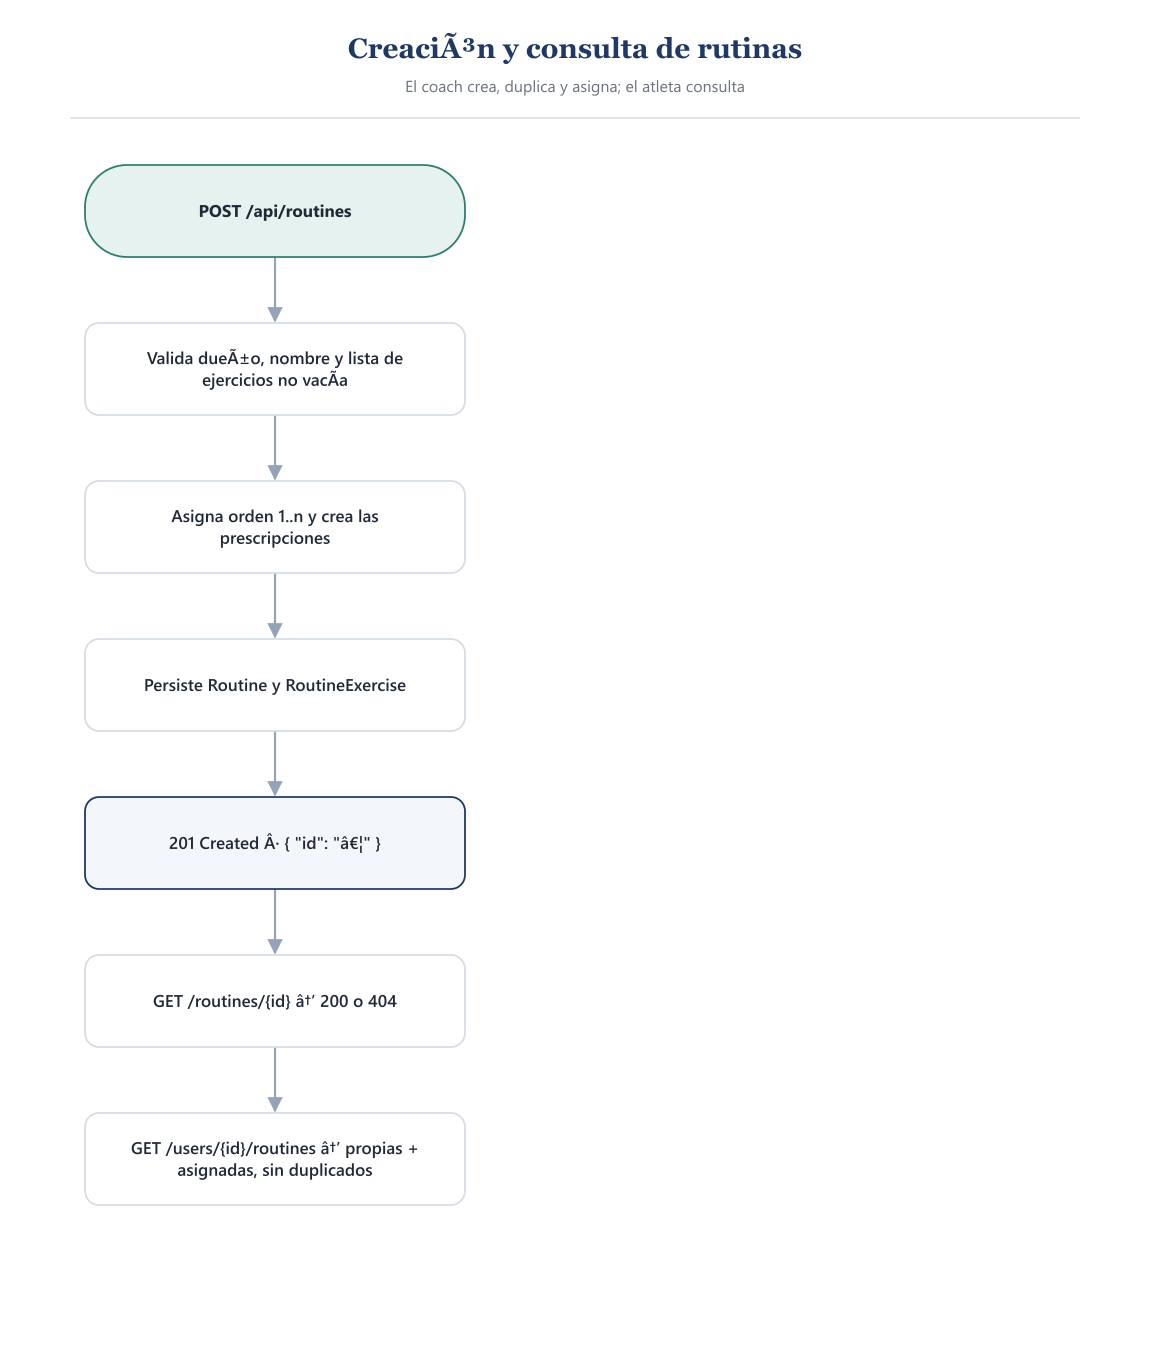 CreaciÃ³n y consulta de rutinas
El coach crea, duplica y asigna; el atleta consulta
POST /api/routines
Valida dueÃ±o, nombre y lista de
ejercicios no vacÃ­a
Asigna orden 1..n y crea las
prescripciones
Persiste Routine y RoutineExercise
201 Created Â· { "id": "â€¦" }
GET /routines/{id} â†’ 200 o 404
GET /users/{id}/routines â†’ propias +
asignadas, sin duplicados